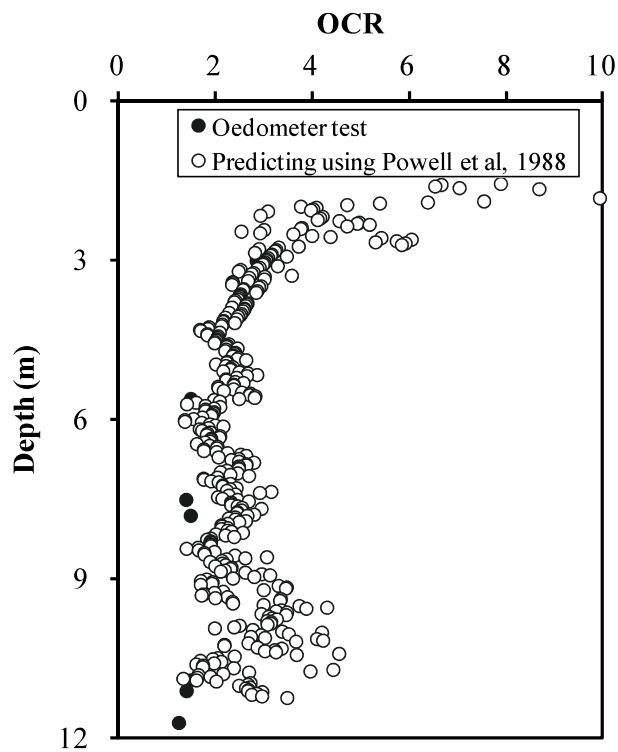 OCR
0 2 4 6 8 10
0
Oedometer test
Predicting using Powell et al, 1988
3
Depth (m)
6
9
12